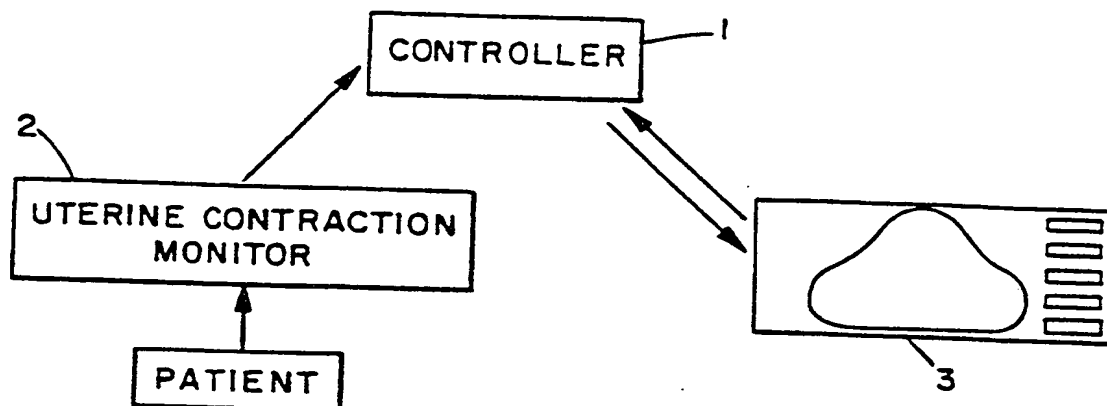 1
CONTROLLER
2
UTERINE CONTRACTION
MONITOR
PATIENT
3